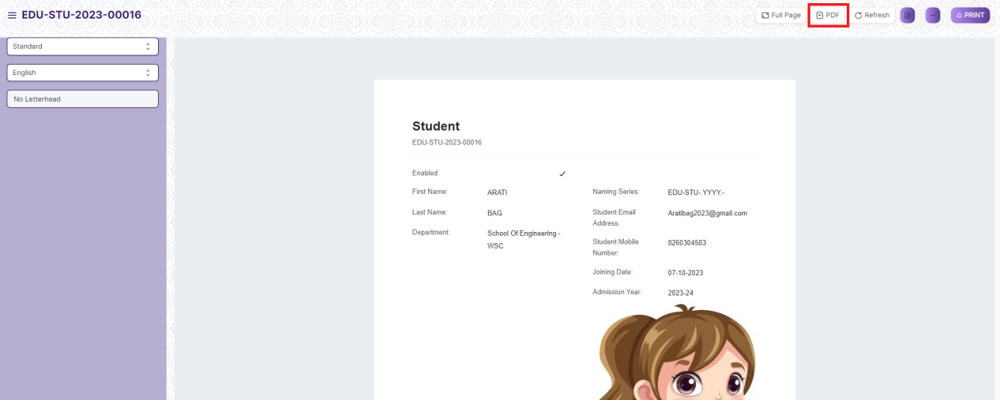 EDU-STU-2023-00016
Full Page
PDF
Refresh
PRINT
Standard
English
No Letterhead
Student
EDU-STU-2023-00016
Enabled:
First Name: ARATI
Last Name: BAG
Department: School Of Engineering -
WSC
Naming Series: EDU-STU-.YYYY.-
Student Email Aratibag2023@gmail.com
Address:
Student Mobile 8260304583
Number:
Joining Date: 07-10-2023
Admission Year: 2023-24